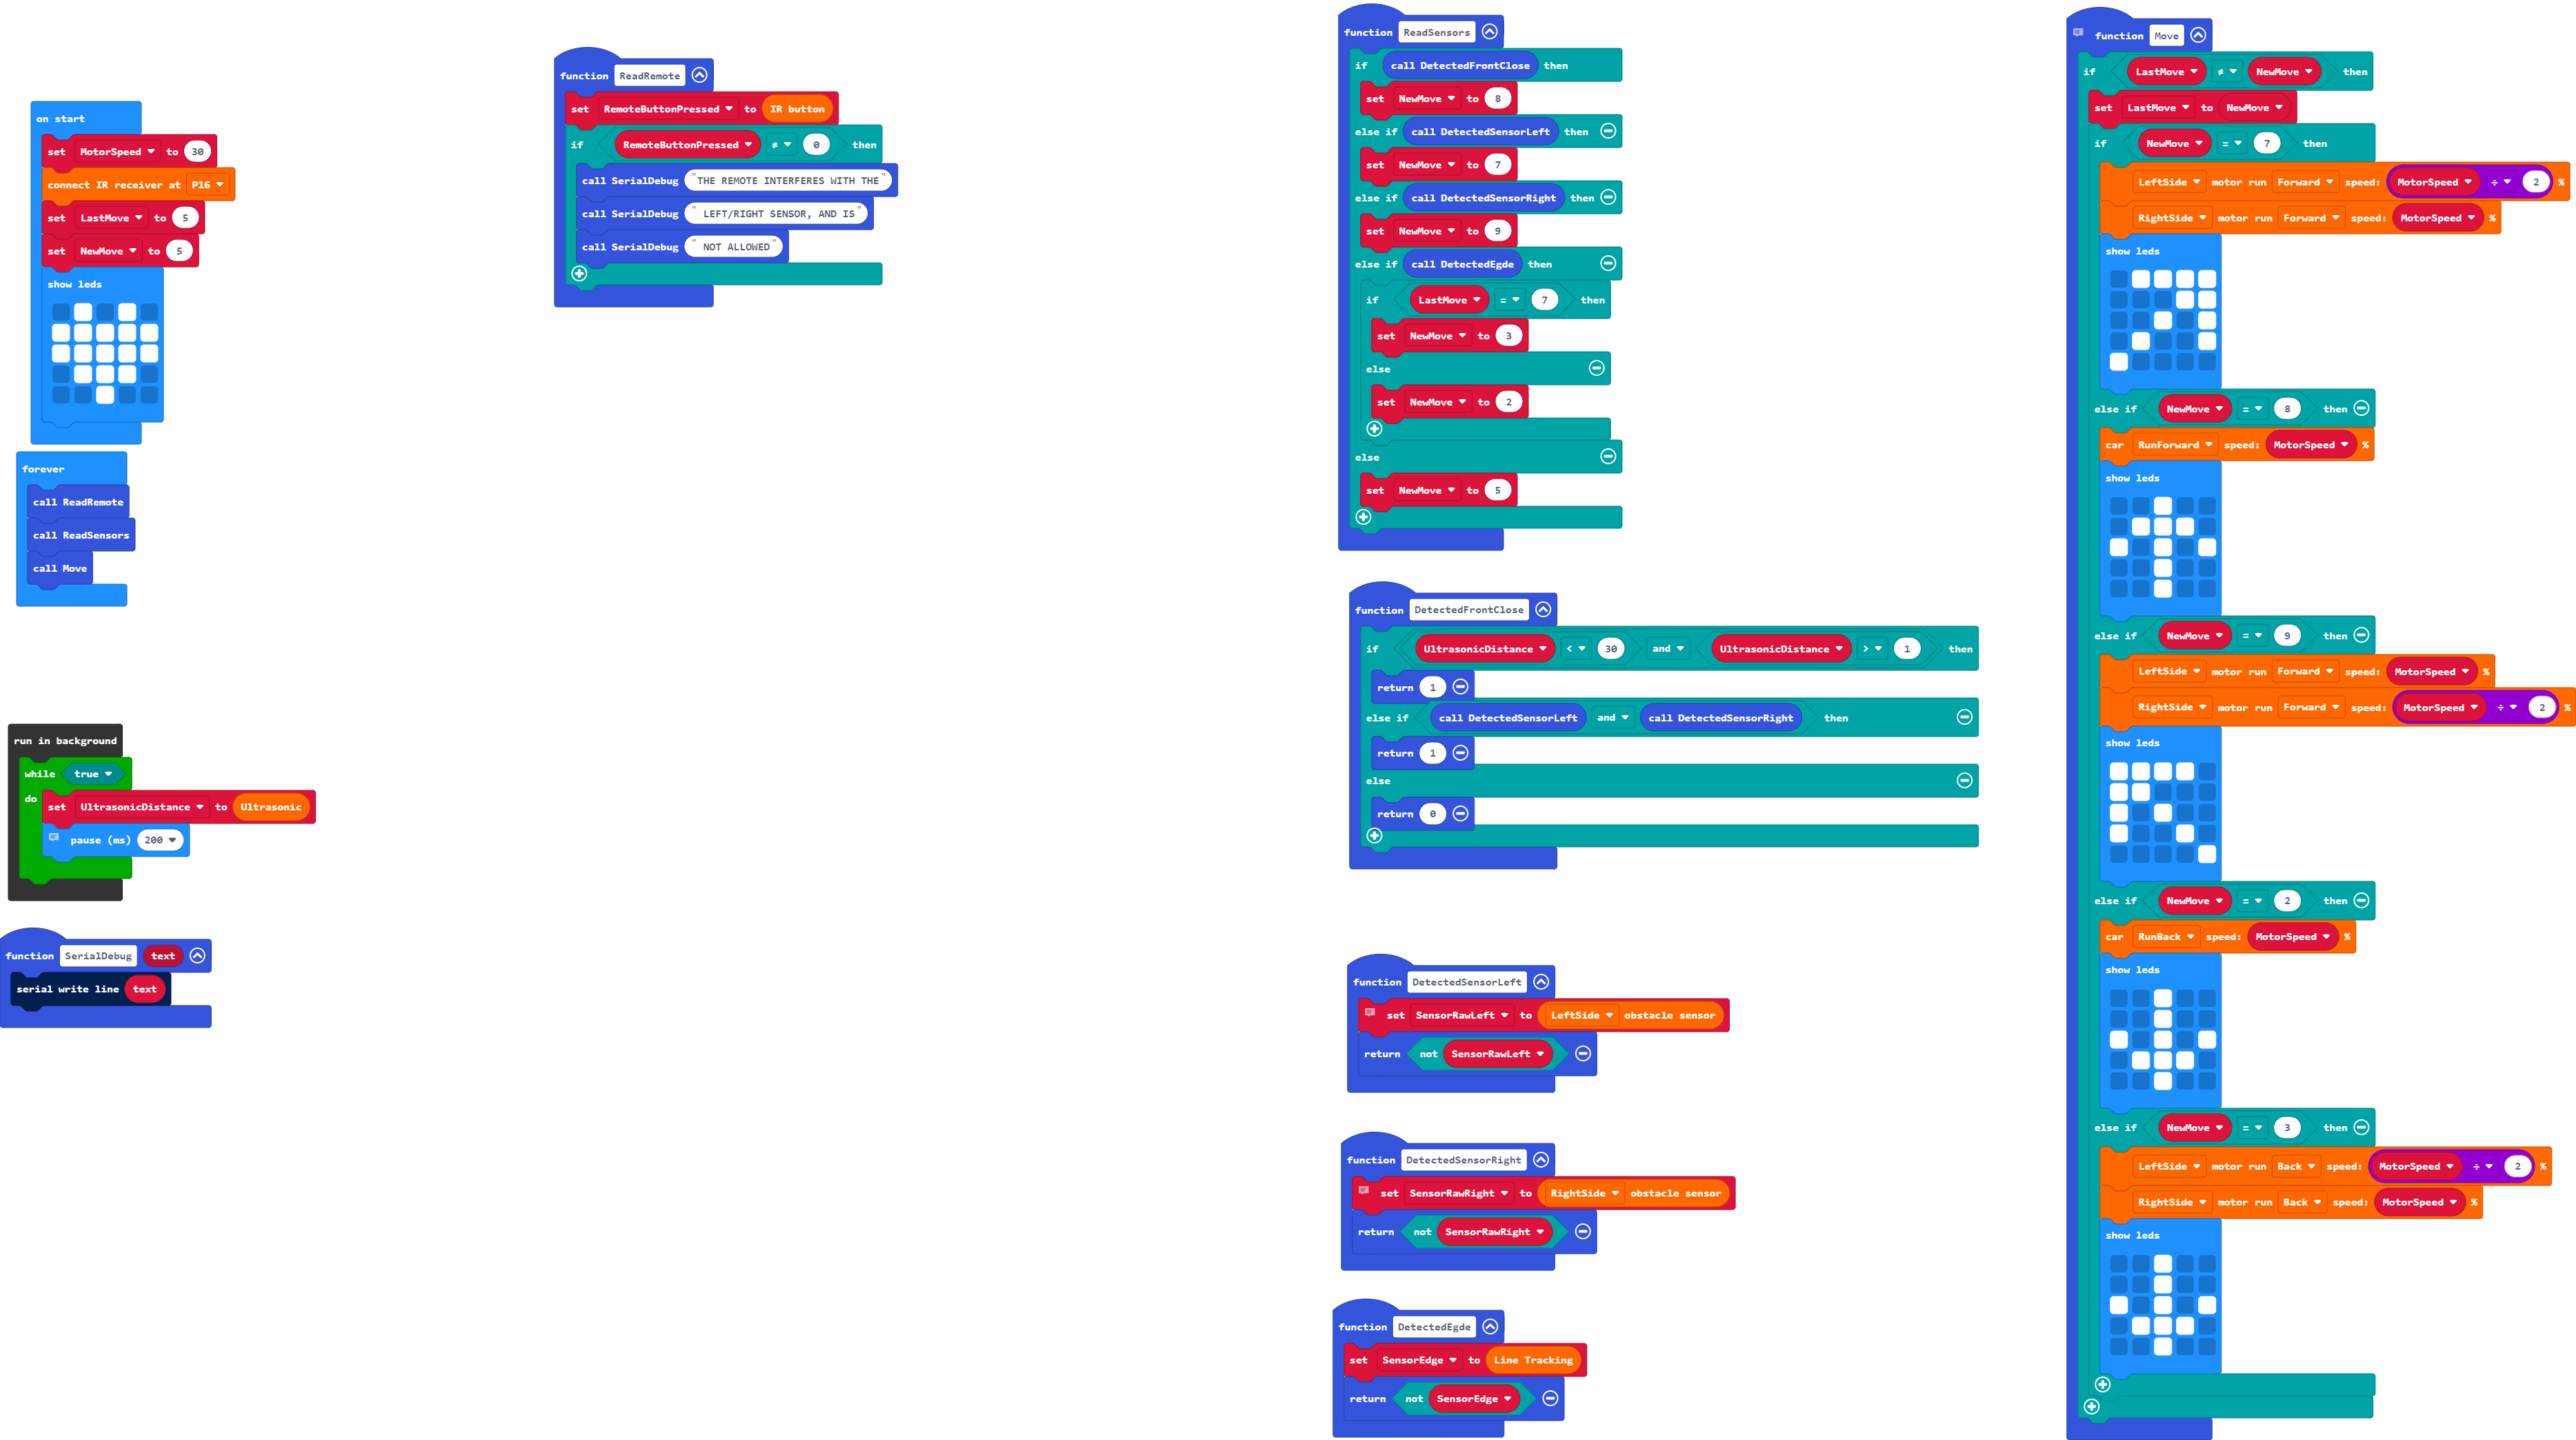 on start
set MotorSpeed to 30
connect IR receiver at P16
set LastMove to 5
set NewMove to 5
show leds
forever
call ReadRemote
call ReadSensors
call Move
run in background
while true
do set UltrasonicDistance to Ultrasonic
pause (ms) 200
function SerialDebug text
serial write line text
function ReadRemote
set RemoteButtonPressed to IR button
if RemoteButtonPressed ≠ 0 then
call SerialDebug "THE REMOTE INTERFERES WITH THE"
call SerialDebug " LEFT/RIGHT SENSOR, AND IS"
call SerialDebug " NOT ALLOWED"
function ReadSensors
if call DetectedFrontClose then
set NewMove to 8
else if call DetectedSensorLeft then
set NewMove to 7
else if call DetectedSensorRight then
set NewMove to 9
else if call DetectedEgde then
if LastMove = 7 then
set NewMove to 3
else
set NewMove to 2
else
set NewMove to 5
function DetectedFrontClose
if UltrasonicDistance < 30 and UltrasonicDistance > 1 then
return 1
else if call DetectedSensorLeft and call DetectedSensorRight then
return 1
else
return 0
function DetectedSensorLeft
set SensorRawLeft to LeftSide obstacle sensor
return not SensorRawLeft
function DetectedSensorRight
set SensorRawRight to RightSide obstacle sensor
return not SensorRawRight
function DetectedEgde
set SensorEdge to Line Tracking
return not SensorEdge
function Move
if LastMove ≠ NewMove then
set LastMove to NewMove
if NewMove = 7 then
LeftSide motor run Forward speed: MotorSpeed ÷ 2 %
RightSide motor run Forward speed: MotorSpeed %
show leds
else if NewMove = 8 then
car RunForward speed: MotorSpeed %
show leds
else if NewMove = 9 then
LeftSide motor run Forward speed: MotorSpeed %
RightSide motor run Forward speed: MotorSpeed ÷ 2 %
show leds
else if NewMove = 2 then
car RunBack speed: MotorSpeed %
show leds
else if NewMove = 3 then
LeftSide motor run Back speed: MotorSpeed ÷ 2 %
RightSide motor run Back speed: MotorSpeed %
show leds